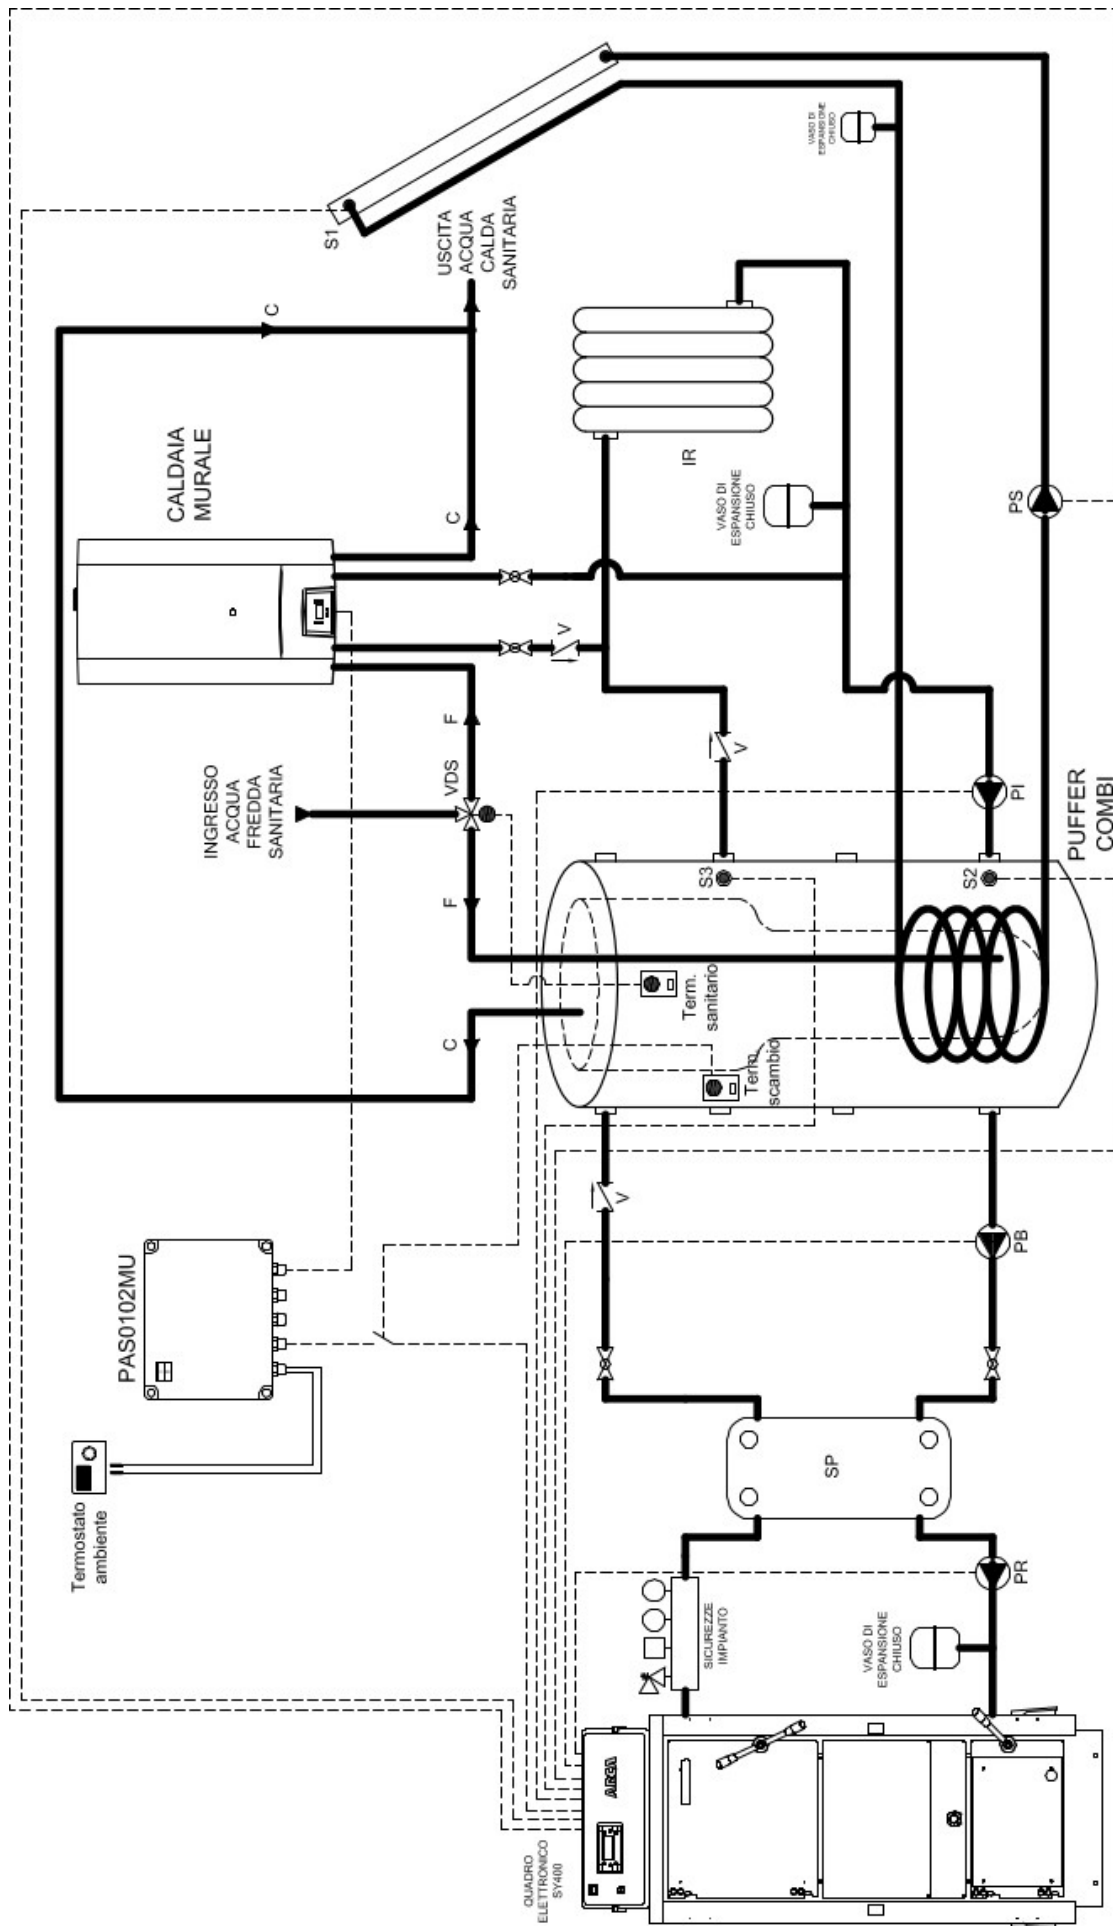 S1
VASO DI
ESPANSIONE
CHIUSO
USCITA
ACQUA
CALDA
SANITARIA
C
CALDAIA
MURALE
C
IR
VASO DI
ESPANSIONE
CHIUSO
PS
V
F
VDS
INGRESSO
ACQUA
FREDDA
SANITARIA
V
PI
PUFFER
COMBI
F
S3
S2
Term.
sanitario
C
Term.
scambio
V
PB
PAS0102MU
Termostato
ambiente
SP
PR
SICUREZZE
IMPIANTO
VASO DI
ESPANSIONE
CHIUSO
ARCA
QUADRO
ELETTRONICO
SY400